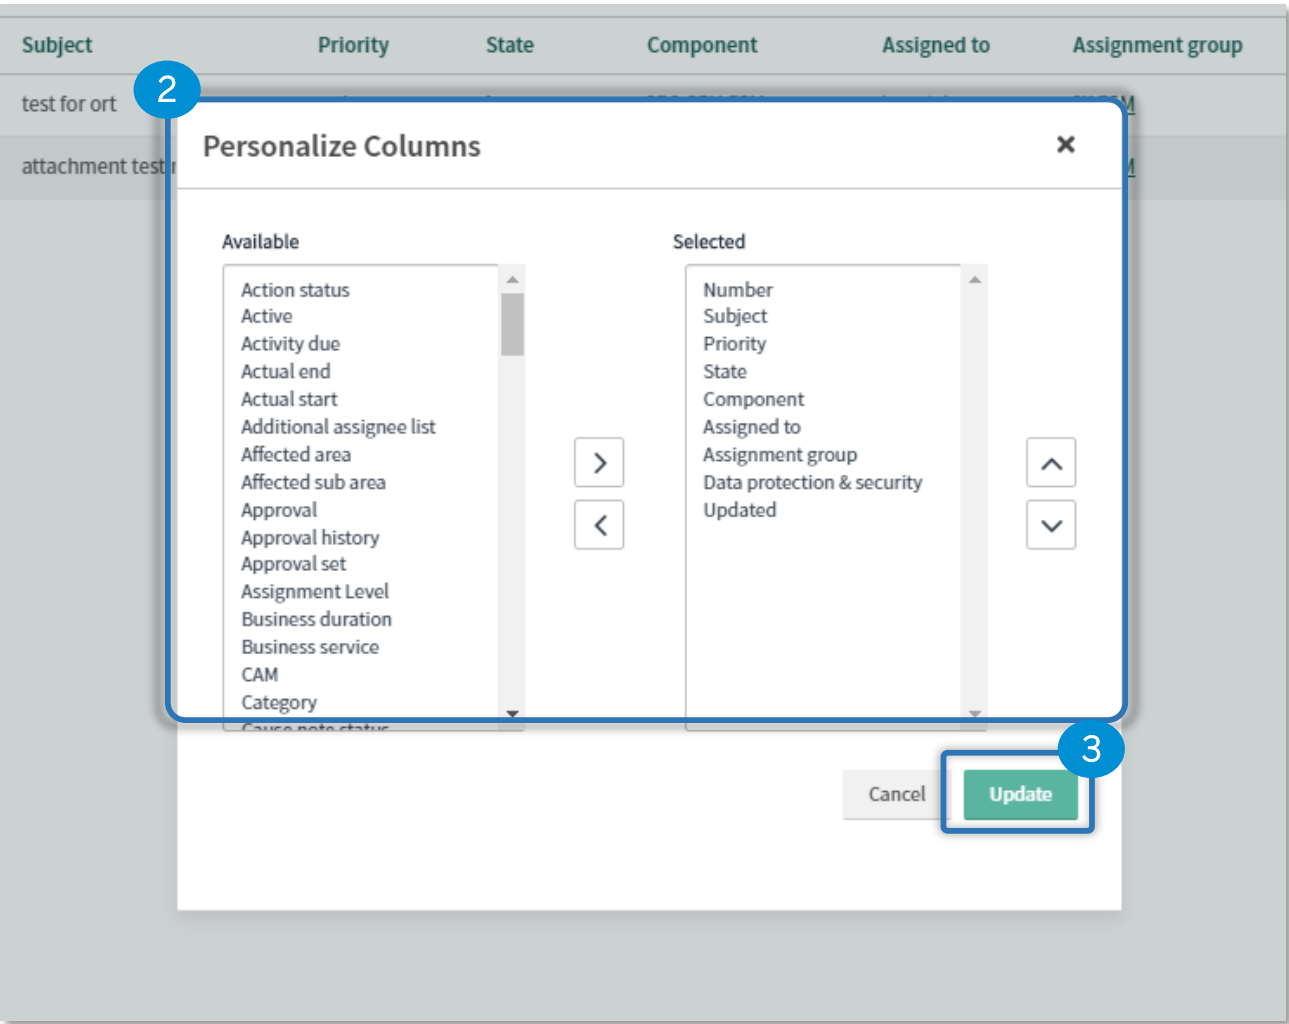 Subject Priority State Component Assigned to Assignment group
2
test for ort
attachment test
Personalize Columns
Available
Action status
Active
Activity due
Actual end
Actual start
Additional assignee list
Affected area
Affected sub area
Approval
Approval history
Approval set
Assignment Level
Business duration
Business service
CAM
Category
Cause note status
Selected
Number
Subject
Priority
State
Component
Assigned to
Assignment group
Data protection & security
Updated
3
Cancel Update